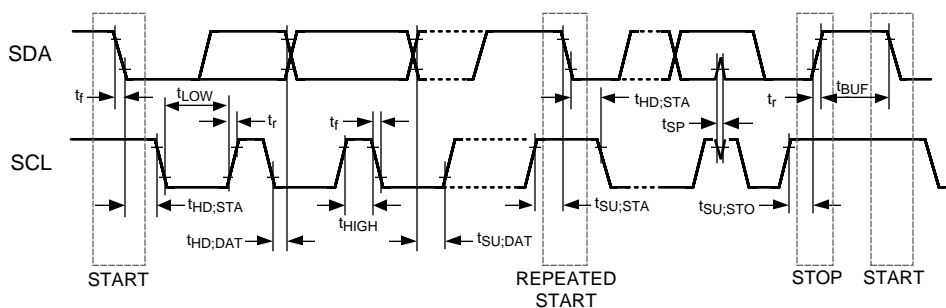 SDA
t_f
t_LOW
t_r
t_f
t_HD;STA
t_SP
t_r
t_BUF
SCL
t_HD;STA
t_HD;DAT
t_HIGH
t_SU;DAT
t_SU;STA
t_SU;STO
START
REPEATED
START
STOP
START